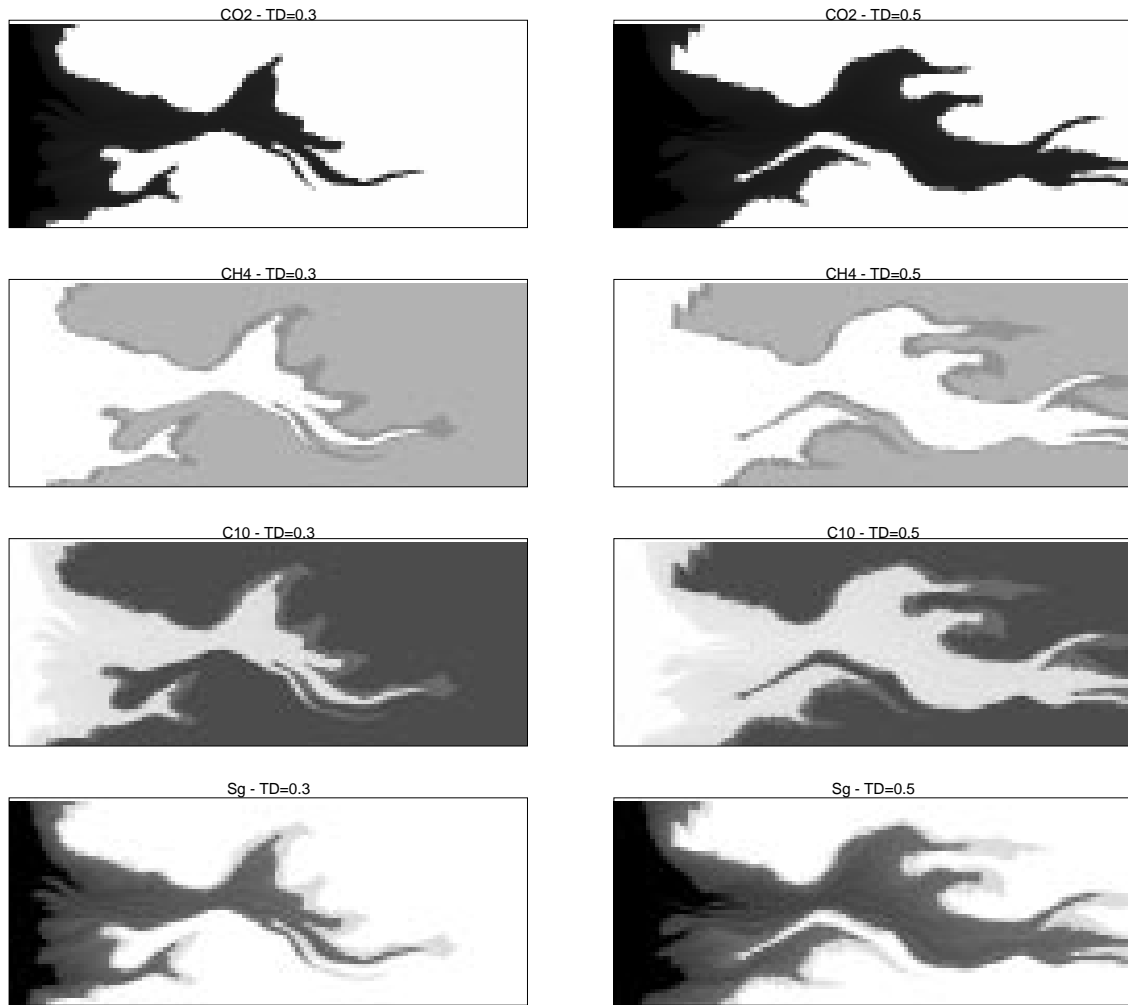 CO2 - TD=0.3
CO2 - TD=0.5
CH4 - TD=0.3
CH4 - TD=0.5
C10 - TD=0.3
C10 - TD=0.5
Sg - TD=0.3
Sg - TD=0.5